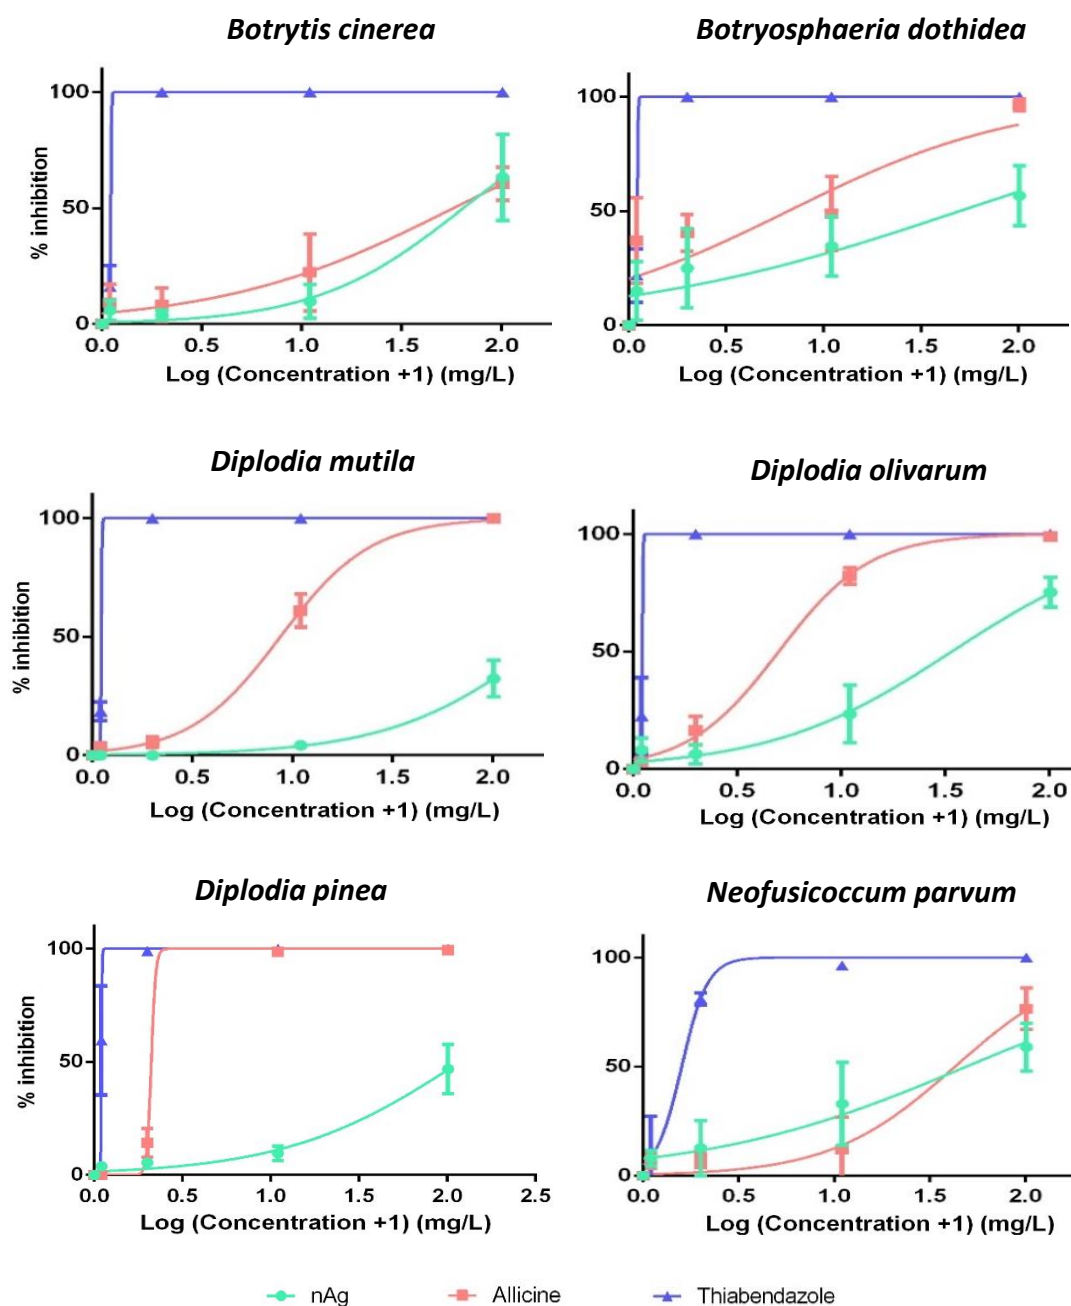 Botrytis cinerea
100
50
0
% inhibition
0.0 0.5 1.0 1.5 2.0
Log (Concentration +1) (mg/L)
Botryosphaeria dothidea
100
50
0
0.0 0.5 1.0 1.5 2.0
Log (Concentration +1) (mg/L)
Diplodia mutila
100
50
0
% inhibition
0.0 0.5 1.0 1.5 2.0
Log (Concentration +1) (mg/L)
Diplodia olivarum
100
50
0
0.0 0.5 1.0 1.5 2.0
Log (Concentration +1) (mg/L)
Diplodia pinea
100
50
0
% inhibition
0.0 0.5 1.0 1.5 2.0 2.5
Log (Concentration +1) (mg/L)
Neofusicoccum parvum
100
50
0
0.0 0.5 1.0 1.5 2.0
Log (Concentration +1) (mg/L)
nAg Allicine Thiabendazole